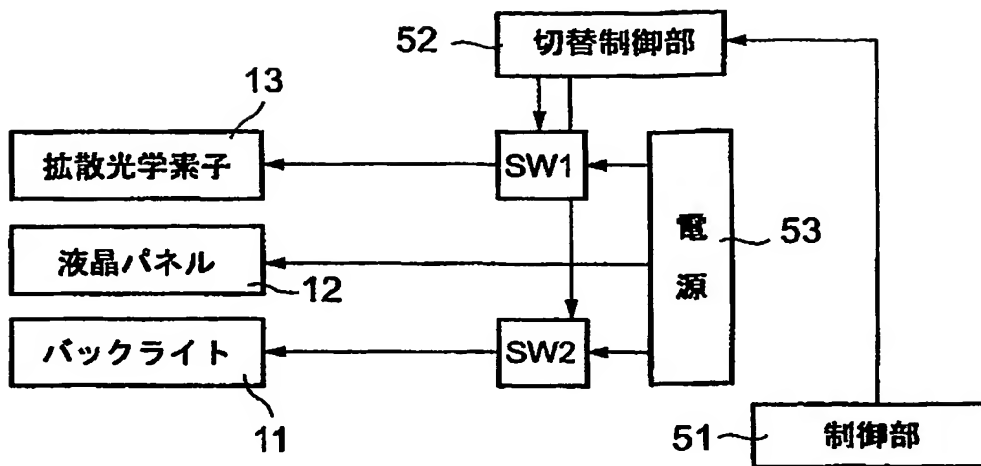 52
切替制御部
13
拡散光学素子
SW1
電源
53
液晶パネル
12
バックライト
SW2
11
51
制御部